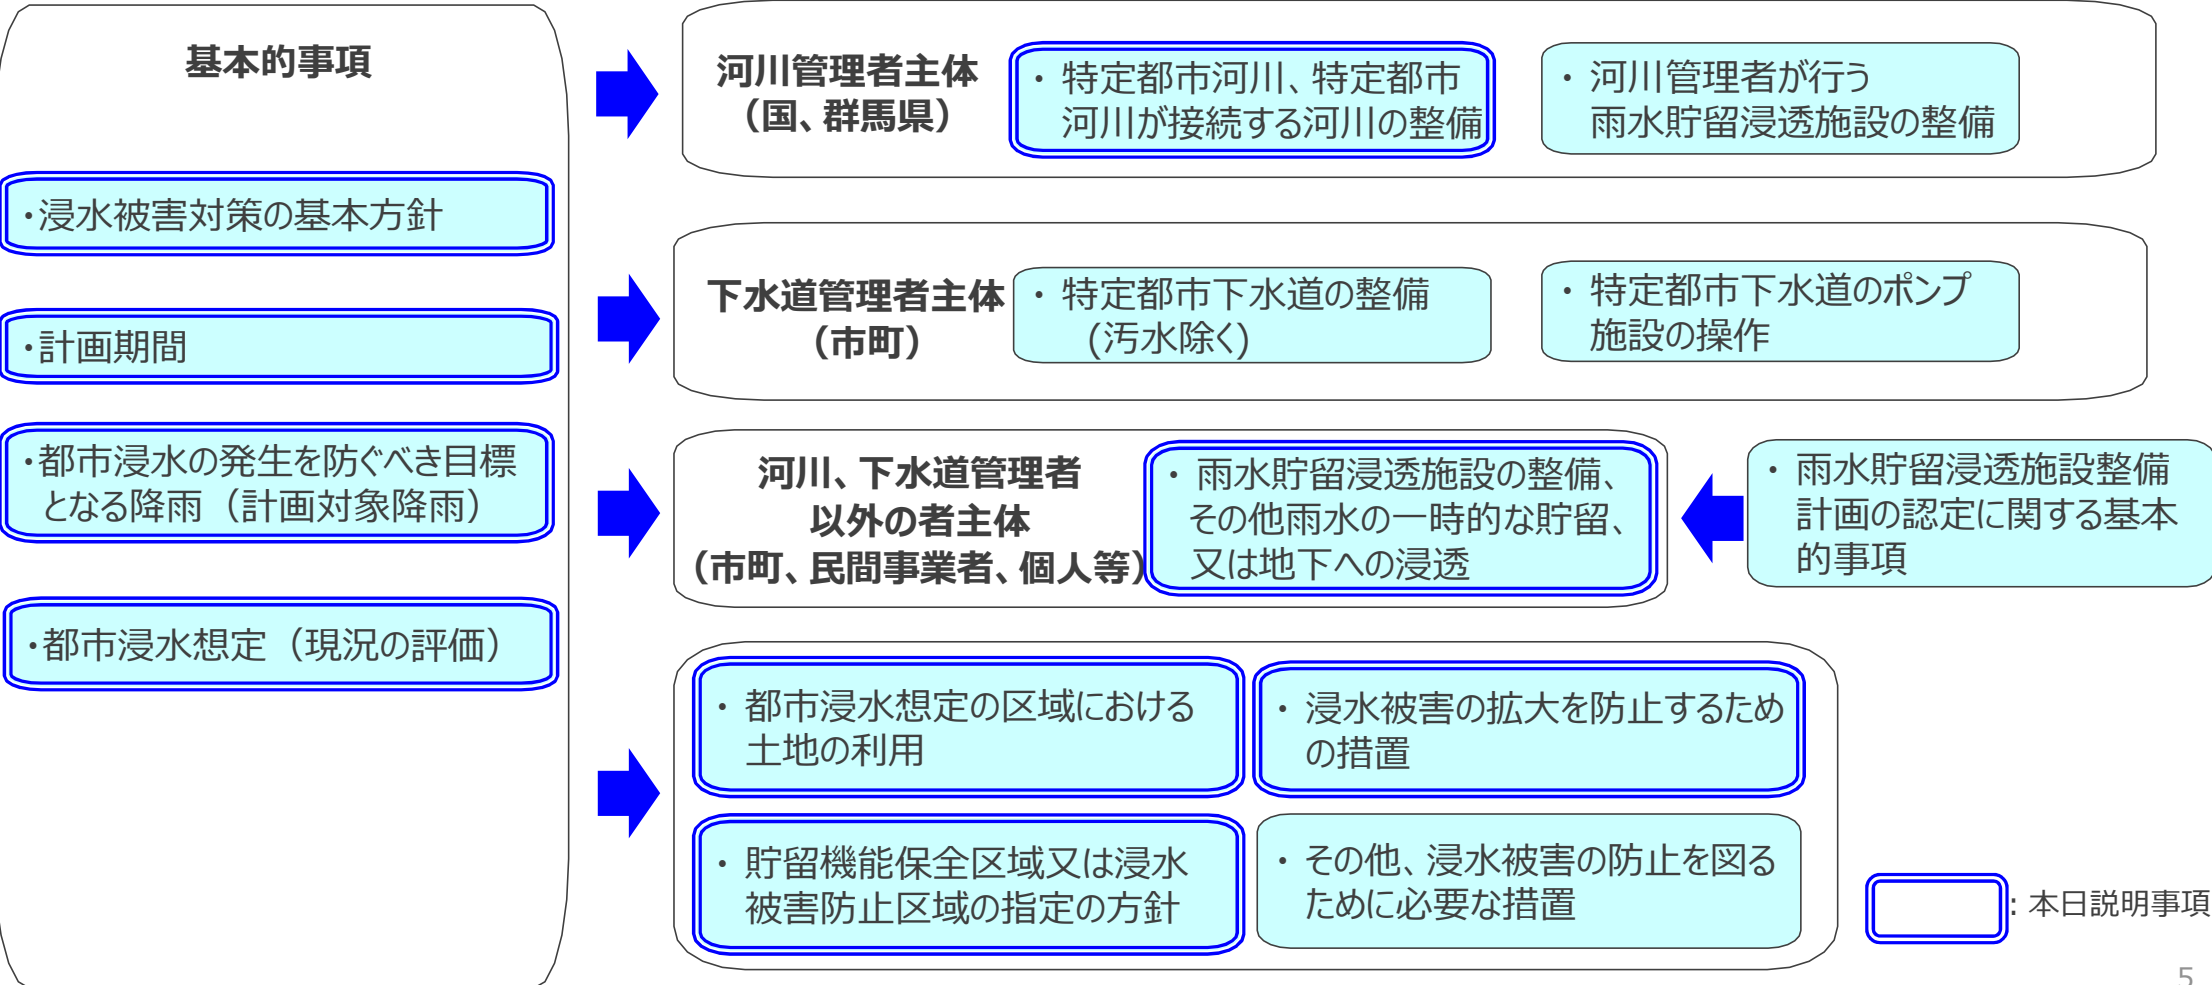 基本的事項
・浸水被害対策の基本方針
・計画期間
・都市浸水の発生を防ぐべき目標
となる降雨（計画対象降雨）
・都市浸水想定（現況の評価）
河川管理者主体
（国、群馬県）
・ 特定都市河川、特定都市
河川が接続する河川の整備
・ 河川管理者が行う
雨水貯留浸透施設の整備
下水道管理者主体
（市町）
・ 特定都市下水道の整備
(汚水除く)
・ 特定都市下水道のポンプ
施設の操作
河川、下水道管理者
以外の者主体
（市町、民間事業者、個人等）
・ 雨水貯留浸透施設の整備、
その他雨水の一時的な貯留、
又は地下への浸透
・ 雨水貯留浸透施設整備
計画の認定に関する基本
的事項
・ 都市浸水想定の区域における
土地の利用
・ 浸水被害の拡大を防止するため
の措置
・ 貯留機能保全区域又は浸水
被害防止区域の指定の方針
・ その他、浸水被害の防止を図る
ために必要な措置
: 本日説明事項
5